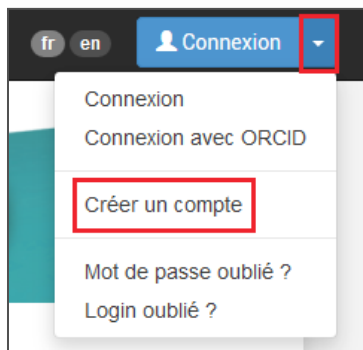 fr en Connexion
Connexion
Connexion avec ORCID
Créer un compte
Mot de passe oublié ?
Login oublié ?